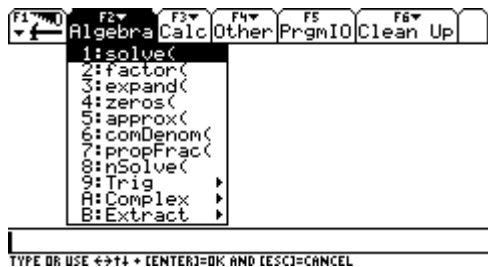 F1 F2 F3 F4 F5 F6
Algebra Calc Other PrgmIO Clean Up
1:solve(
2:factor(
3:expand(
4:zeros(
5:approx(
6:comDenom(
7:propFrac(
8:nSolve(
9:Trig
A:Complex
B:Extract
TYPE OR USE ←→↑↓ + [ENTER]=OK AND [ESC]=CANCEL